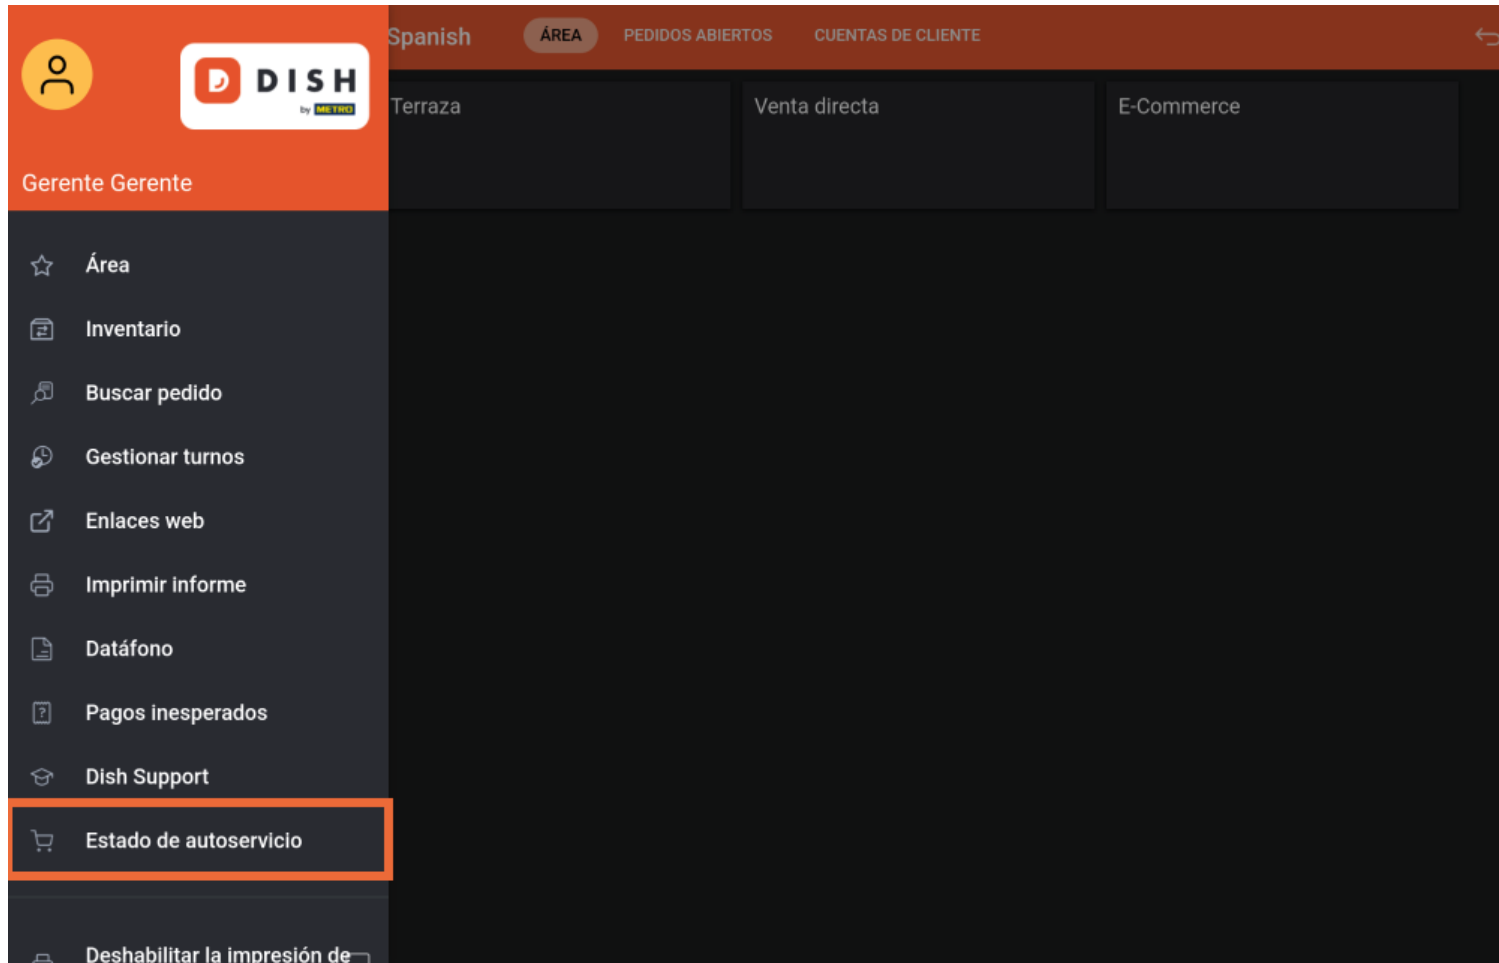 Spanish
ÁREA
PEDIDOS ABIERTOS
CUENTAS DE CLIENTE
DISH
by METRO
Gerente Gerente
Terraza
Venta directa
E-Commerce
Área
Inventario
Buscar pedido
Gestionar turnos
Enlaces web
Imprimir informe
Datáfono
Pagos inesperados
Dish Support
Estado de autoservicio
Deshabilitar la impresión de